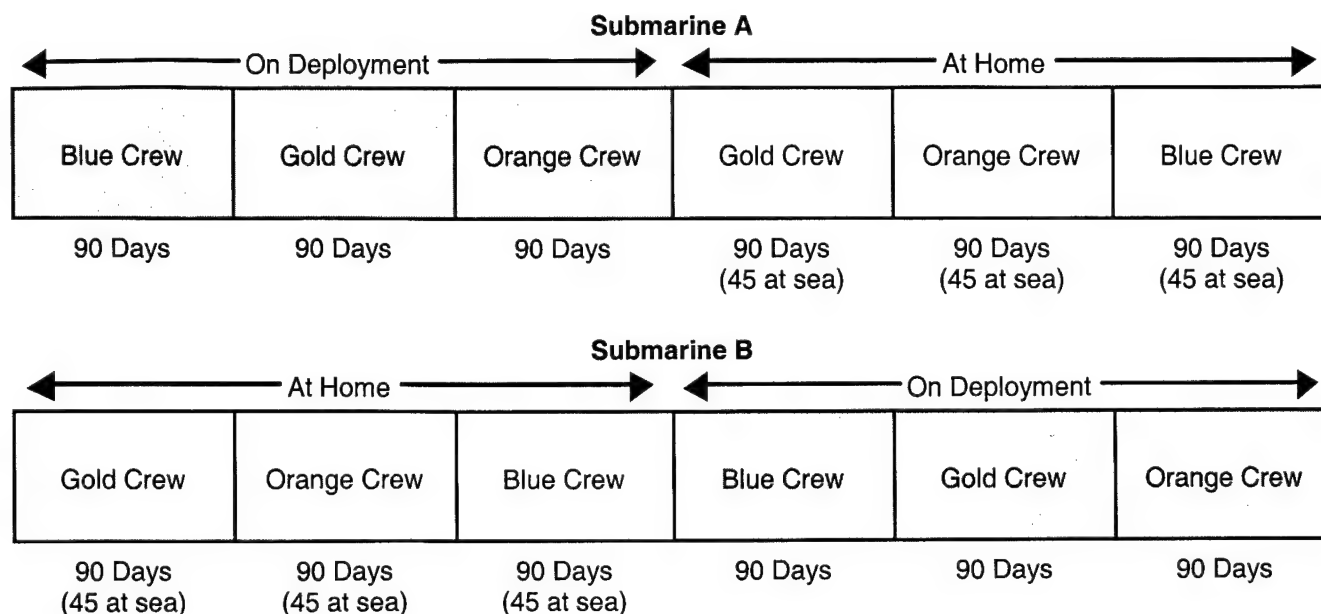 Submarine A
On Deployment At Home
Blue Crew Gold Crew Orange Crew Gold Crew Orange Crew Blue Crew
90 Days 90 Days 90 Days 90 Days 90 Days 90 Days
(45 at sea) (45 at sea) (45 at sea)
Submarine B
At Home On Deployment
Gold Crew Orange Crew Blue Crew Blue Crew Gold Crew Orange Crew
90 Days 90 Days 90 Days 90 Days 90 Days 90 Days
(45 at sea) (45 at sea) (45 at sea)